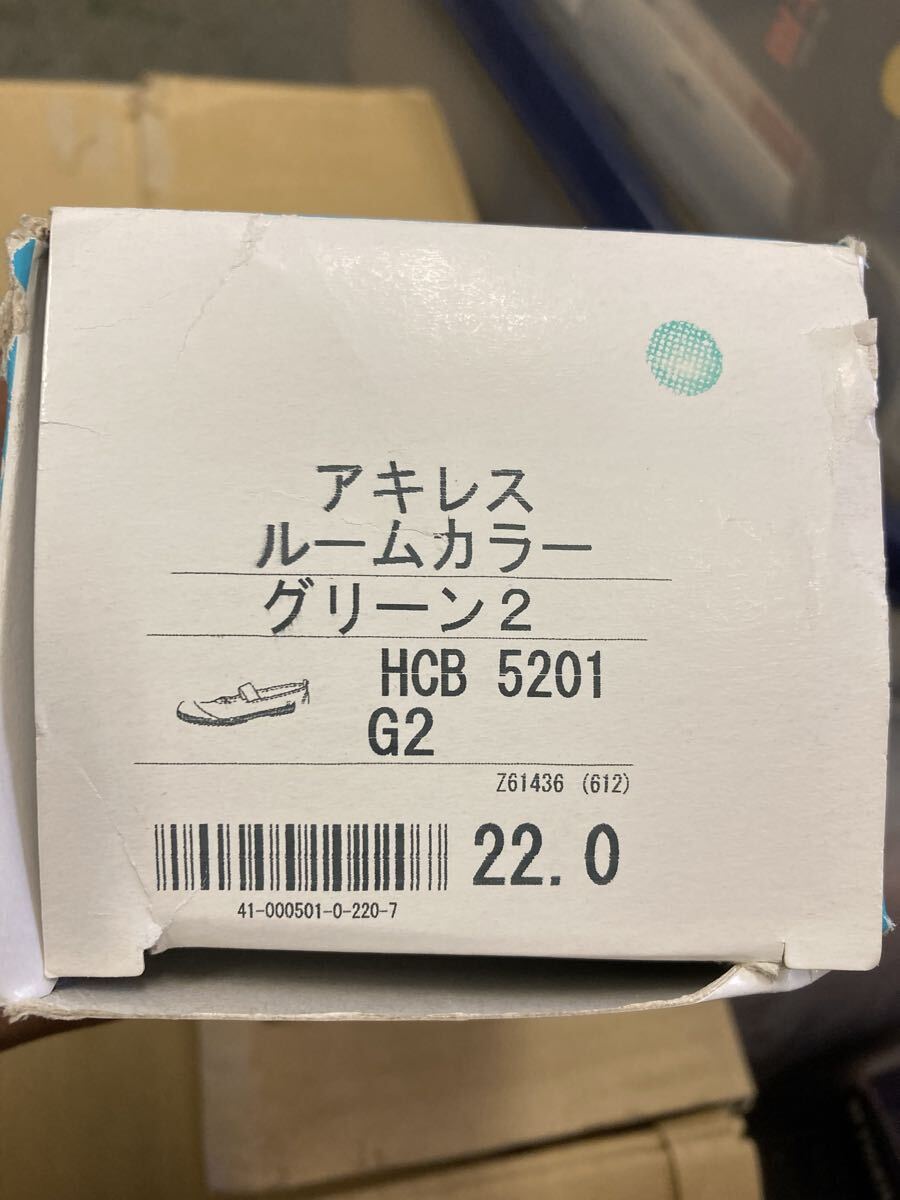 アキレス
ルームカラー
グリーン2
HCB 5201
G2
Z61436 (612)
22.0
41-000501-0-220-7